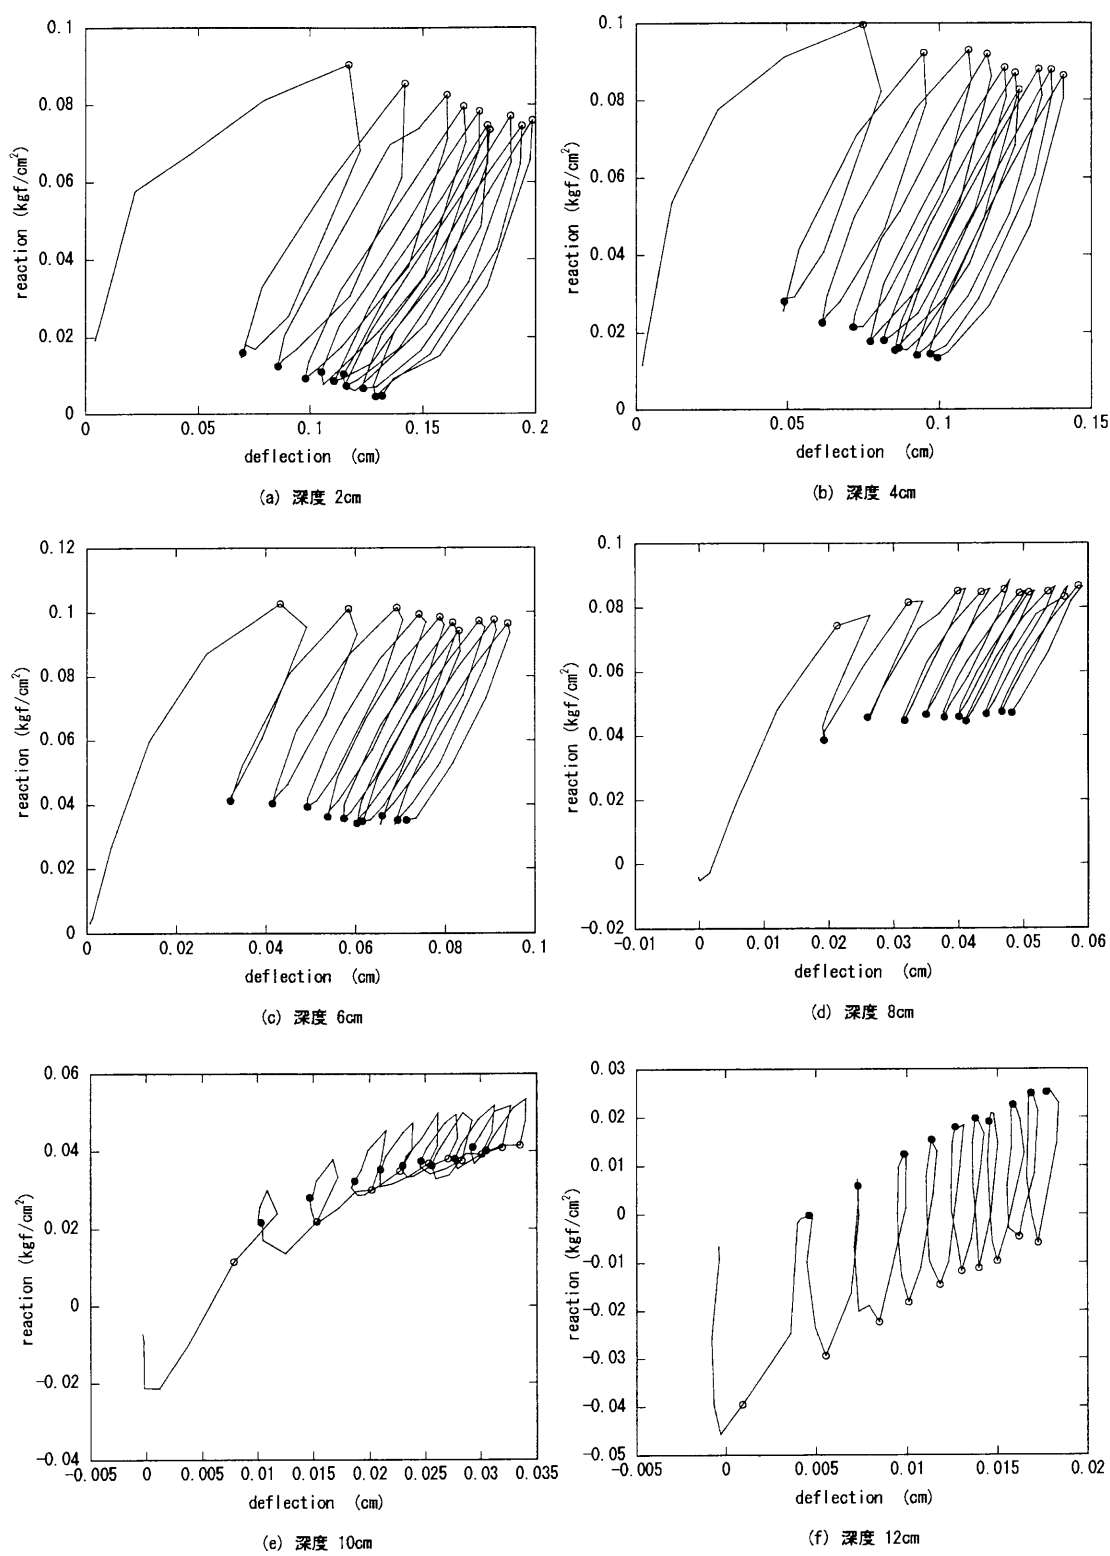 0.1
0.08
0.06
0.04
0.02
0
reaction (kgf/cm²)
0 0.05 0.1 0.15 0.2
deflection (cm)
(a) 深度 2cm
0.1
0.08
0.06
0.04
0.02
0
reaction (kgf/cm²)
0 0.05 0.1 0.15
deflection (cm)
(b) 深度 4cm
0.12
0.1
0.08
0.06
0.04
0.02
0
reaction (kgf/cm²)
0 0.02 0.04 0.06 0.08 0.1
deflection (cm)
(c) 深度 6cm
0.1
0.08
0.06
0.04
0.02
0
-0.02
reaction (kgf/cm²)
-0.01 0 0.01 0.02 0.03 0.04 0.05 0.06
deflection (cm)
(d) 深度 8cm
0.06
0.04
0.02
0
-0.02
-0.04
reaction (kgf/cm²)
-0.005 0 0.005 0.01 0.015 0.02 0.025 0.03 0.035
deflection (cm)
(e) 深度 10cm
0.03
0.02
0.01
0
-0.01
-0.02
-0.03
-0.04
-0.05
reaction (kgf/cm²)
-0.005 0 0.005 0.01 0.015 0.02
deflection (cm)
(f) 深度 12cm